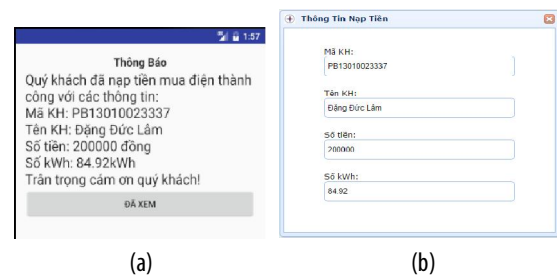 1:57
Thông Báo
Quý khách đã nạp tiền mua điện thành
công với các thông tin:
Mã KH: PB13010023337
Tên KH: Đặng Đức Lâm
Số tiền: 200000 đồng
Số kWh: 84.92kWh
Trân trọng cám ơn quý khách!
ĐÃ XEM
(a)
Thông Tin Nạp Tiền
Mã KH:
PB13010023337
Tên KH:
Đặng Đức Lâm
Số tiền:
200000
Số kWh:
84.92
(b)